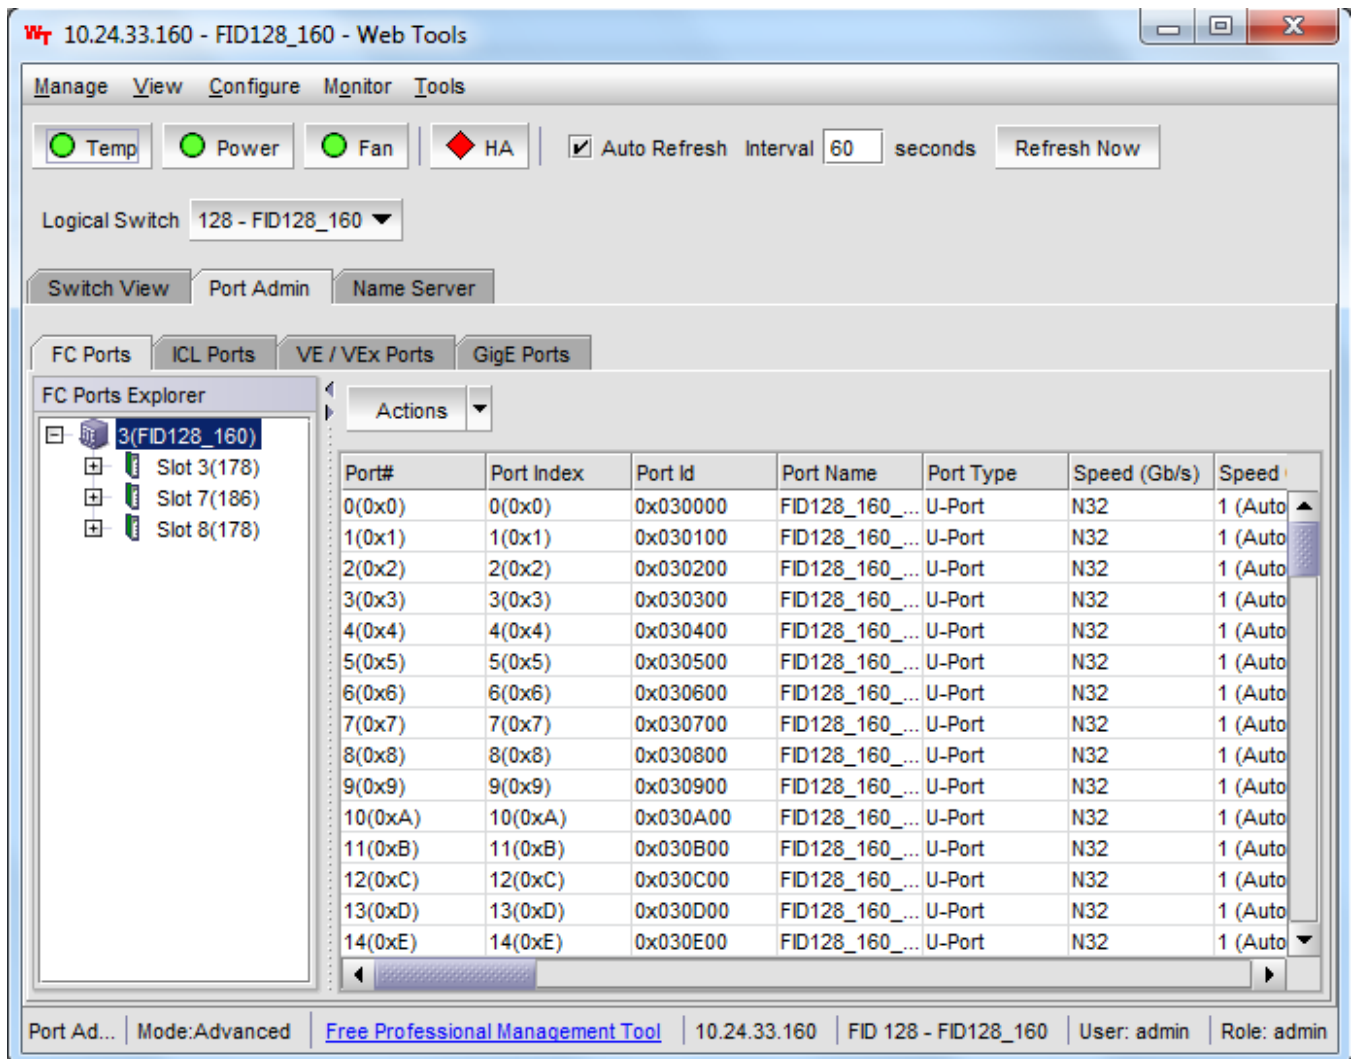 WT 10.24.33.160 - FID128_160 - Web Tools
Manage View Configure Monitor Tools
Temp Power Fan HA Auto Refresh Interval 60 seconds Refresh Now
Logical Switch 128 - FID128_160
Switch View Port Admin Name Server
FC Ports ICL Ports VE / VEx Ports GigE Ports
FC Ports Explorer
3(FID128_160)
Slot 3(178)
Slot 7(186)
Slot 8(178)
Actions
Port# Port Index Port Id Port Name Port Type Speed (Gb/s) Speed
0(0x0) 0(0x0) 0x030000 FID128_160_... U-Port N32 1 (Auto
1(0x1) 1(0x1) 0x030100 FID128_160_... U-Port N32 1 (Auto
2(0x2) 2(0x2) 0x030200 FID128_160_... U-Port N32 1 (Auto
3(0x3) 3(0x3) 0x030300 FID128_160_... U-Port N32 1 (Auto
4(0x4) 4(0x4) 0x030400 FID128_160_... U-Port N32 1 (Auto
5(0x5) 5(0x5) 0x030500 FID128_160_... U-Port N32 1 (Auto
6(0x6) 6(0x6) 0x030600 FID128_160_... U-Port N32 1 (Auto
7(0x7) 7(0x7) 0x030700 FID128_160_... U-Port N32 1 (Auto
8(0x8) 8(0x8) 0x030800 FID128_160_... U-Port N32 1 (Auto
9(0x9) 9(0x9) 0x030900 FID128_160_... U-Port N32 1 (Auto
10(0xA) 10(0xA) 0x030A00 FID128_160_... U-Port N32 1 (Auto
11(0xB) 11(0xB) 0x030B00 FID128_160_... U-Port N32 1 (Auto
12(0xC) 12(0xC) 0x030C00 FID128_160_... U-Port N32 1 (Auto
13(0xD) 13(0xD) 0x030D00 FID128_160_... U-Port N32 1 (Auto
14(0xE) 14(0xE) 0x030E00 FID128_160_... U-Port N32 1 (Auto
Port Ad... Mode:Advanced Free Professional Management Tool 10.24.33.160 FID 128 - FID128_160 User: admin Role: admin